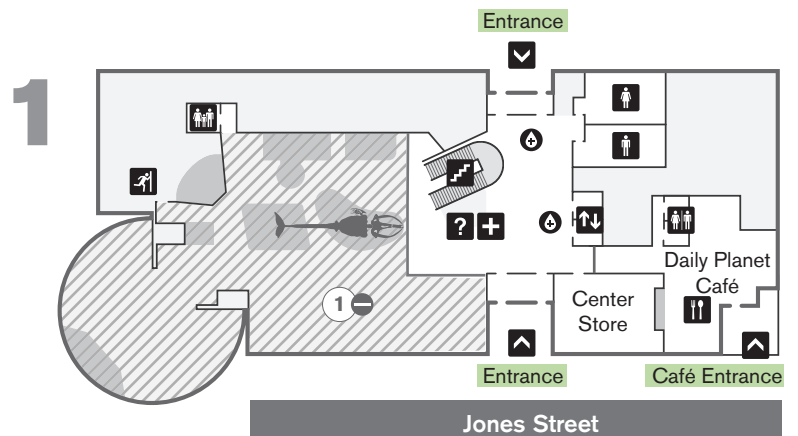 Entrance
1
?
Daily Planet
Café
Center
Store
1
Entrance
Café Entrance
Jones Street